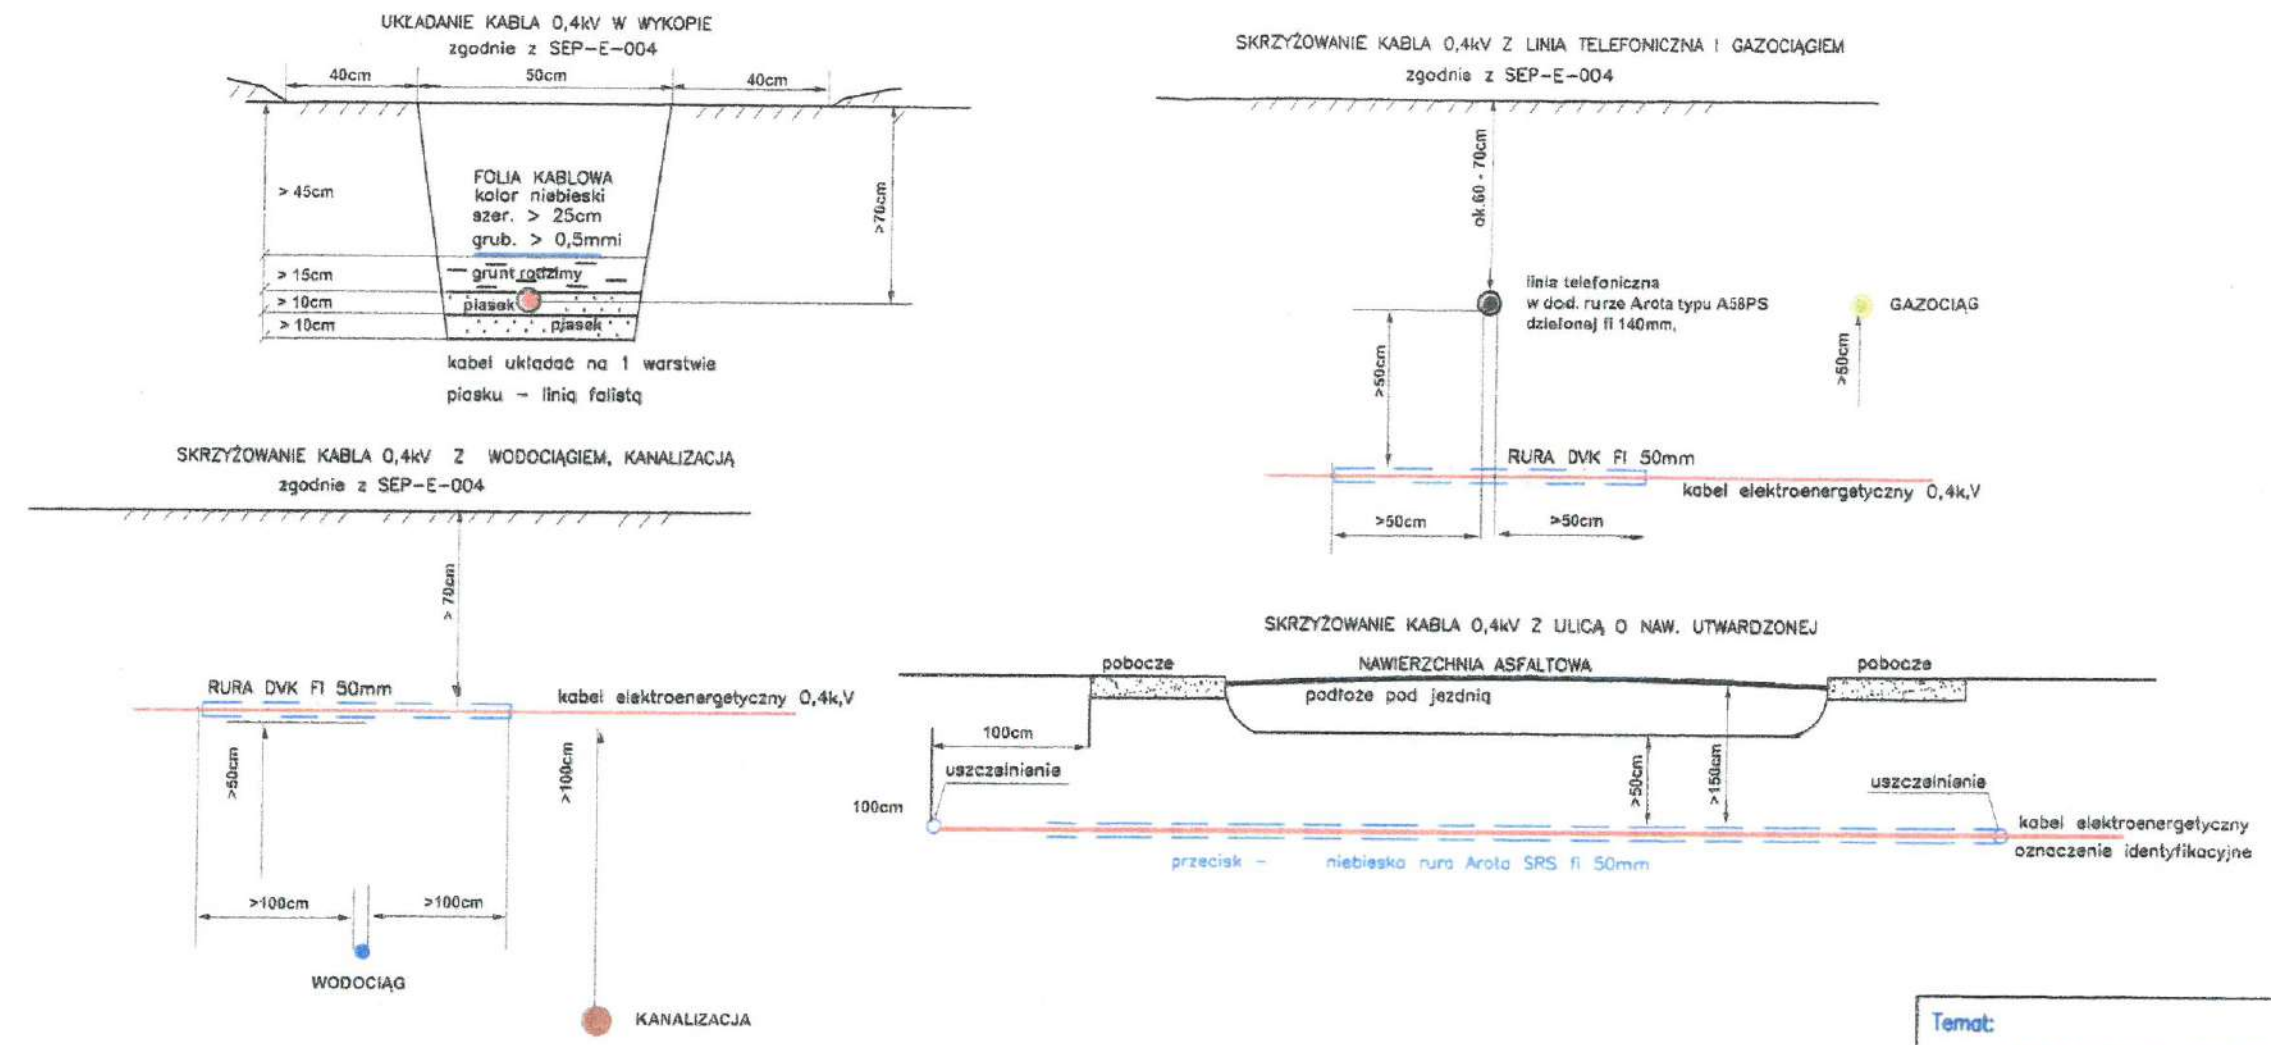 UKŁADANIE KABLA 0,4kV W WYKOPIE
zgodnie z SEP-E-004
40cm
50cm
40cm
> 45cm
FOLIA KABLOWA
kolor niebieski
szer. > 25cm
grub. > 0,5mmi
>70cm
> 15cm
grunt rodzimy
> 10cm
piasek
> 10cm
piasek
kabel układać na 1 warstwie
piasku - linią falistą
SKRZYŻOWANIE KABLA 0,4kV Z LINIA TELEFONICZNA I GAZOCIĄGIEM
zgodnie z SEP-E-004
ok.60 - 70cm
linia telefoniczna
w dod. rurze Arota typu A58PS
dzielonej fi 140mm,
GAZOCIĄG
>50cm
>50cm
RURA DVK FI 50mm
kabel elektroenergetyczny 0,4k,V
>50cm
>50cm
SKRZYŻOWANIE KABLA 0,4kV Z WODOCIĄGIEM, KANALIZACJĄ
zgodnie z SEP-E-004
> 70cm
RURA DVK FI 50mm
kabel elektroenergetyczny 0,4k,V
>50cm
>100cm
>100cm
>100cm
WODOCIĄG
KANALIZACJA
SKRZYŻOWANIE KABLA 0,4kV Z ULICĄ O NAW. UTWARDZONEJ
pobocze
NAWIERZCHNIA ASFALTOWA
pobocze
podłoże pod jezdnią
100cm
uszczelnienie
>50cm
>150cm
uszczelnienie
100cm
kabel elektroenergetyczny
oznaczenie identyfikacyjne
przecisk - niebieska rura Arota SRS fi 50mm
Temat: